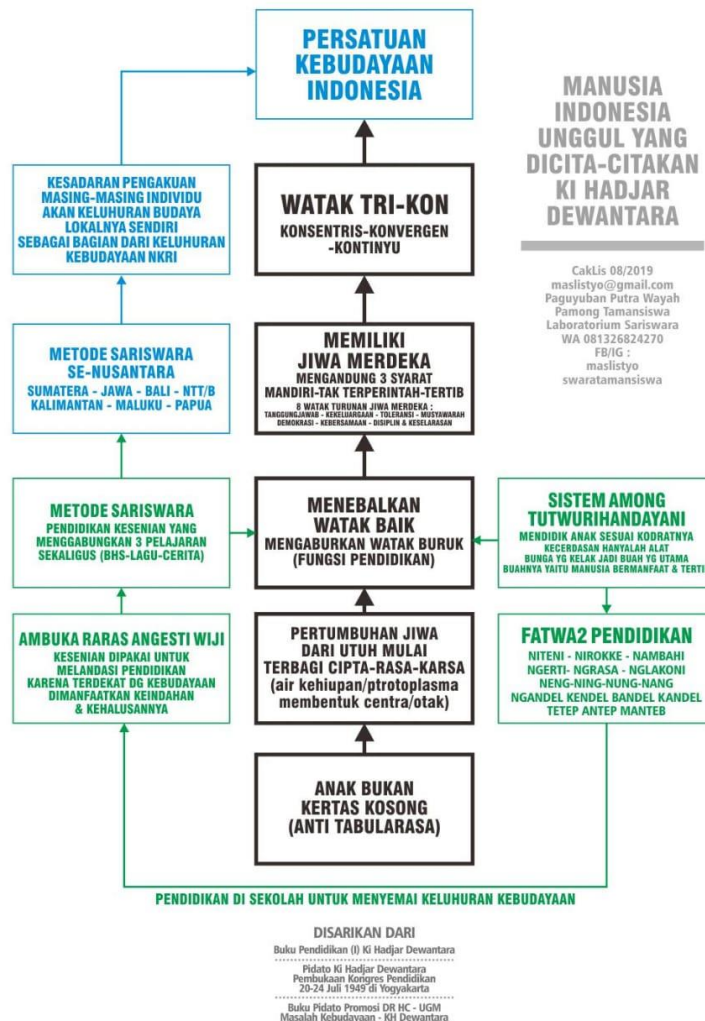 PERSATUAN
KEBUDAYAAN
INDONESIA
MANUSIA
INDONESIA
UNGGUL YANG
DICITA-CITAKAN
KI HADJAR
DEWANTARA
CakLis 08/2019
maslistyo@gmail.com
Paguyuban Putra Wayah
Pamong Tamansiswa
Laboratorium Sariswara
WA 081326824270
FB/IG :
maslistyo
swaratamansiswa
KESADARAN PENGAKUAN
MASING-MASING INDIVIDU
AKAN KELUHURAN BUDAYA
LOKALNYA SENDIRI
SEBAGAI BAGIAN DARI KELUHURAN
KEBUDAYAAN NKRI
WATAK TRI-KON
KONSENTRIS-KONVERGEN
-KONTINYU
METODE SARISWARA
SE-NUSANTARA
SUMATERA - JAWA - BALI - NTT/B
KALIMANTAN - MALUKU - PAPUA
MEMILIKI
JIWA MERDEKA
MENGANDUNG 3 SYARAT
MANDIRI-TAK TERPERINTAH-TERTIB
8 WATAK TURUNAN JIWA MERDEKA :
TANGGUNGJAWAB - KEKELUARGAAN - TOLERANSI - MUSYAWARAH
DEMOKRASI - KEBERSAMAAN - DISIPLIN & KESELARASAN
METODE SARISWARA
PENDIDIKAN KESENIAN YANG
MENGGABUNGKAN 3 PELAJARAN
SEKALIGUS (BHS-LAGU-CERITA)
MENEBALKAN
WATAK BAIK
MENGABURKAN WATAK BURUK
(FUNGSI PENDIDIKAN)
SISTEM AMONG
TUTWURIHANDAYANI
MENDIDIK ANAK SESUAI KODRATNYA
KECERDASAN HANYALAH ALAT
BUNGA YG KELAK JADI BUAH YG UTAMA
BUAHNYA YAITU MANUSIA BERMANFAAT & TERTI
AMBUKA RARAS ANGESTI WIJI
KESENIAN DIPAKAI UNTUK
MELANDASI PENDIDIKAN
KARENA TERDEKAT DG KEBUDAYAAN
DIMANFAATKAN KEINDAHAN
& KEHALUSANNYA
PERTUMBUHAN JIWA
DARI UTUH MULAI
TERBAGI CIPTA-RASA-KARSA
(air kehiupan/ptrotoplasma
membentuk centra/otak)
FATWA2 PENDIDIKAN
NITENI - NIROKKE - NAMBAHI
NGERTI- NGRASA - NGLAKONI
NENG-NING-NUNG-NANG
NGANDEL KENDEL BANDEL KANDEL
TETEP ANTEP MANTEB
ANAK BUKAN
KERTAS KOSONG
(ANTI TABULARASA)
PENDIDIKAN DI SEKOLAH UNTUK MENYEMAI KELUHURAN KEBUDAYAAN
DISARIKAN DARI
Buku Pendidikan (I) Ki Hadjar Dewantara
Pidato Ki Hadjar Dewantara
Pembukaan Kongres Pendidikan
20-24 Juli 1949 di Yogyakarta
Buku Pidato Promosi DR HC - UGM
Masalah Kebudayaan - KH Dewantara